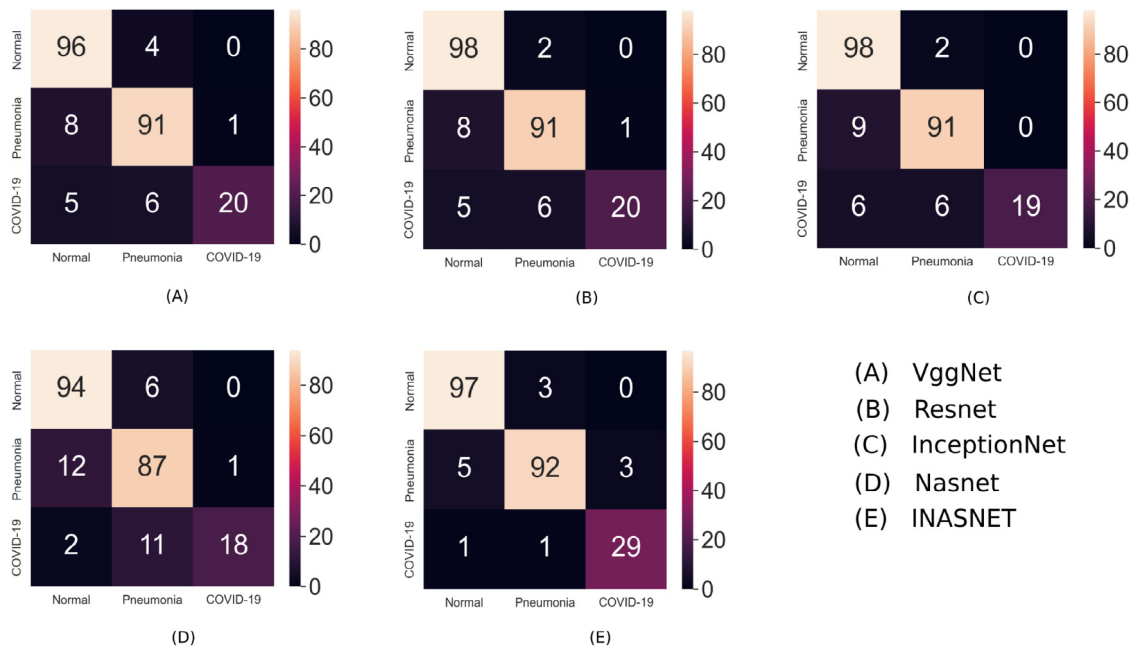 Normal 96 4 0 80
60
Pneumonia 8 91 1 40
COVID-19 5 6 20 20
0
Normal Pneumonia COVID-19
(A)
Normal 98 2 0 80
60
Pneumonia 8 91 1 40
COVID-19 5 6 20 20
0
Normal Pneumonia COVID-19
(B)
Normal 98 2 0 80
60
Pneumonia 9 91 0 40
COVID-19 6 6 19 20
0
Normal Pneumonia COVID-19
(C)
Normal 94 6 0 80
60
Pneumonia 12 87 1 40
COVID-19 2 11 18 20
0
Normal Pneumonia COVID-19
(D)
Normal 97 3 0 80
60
Pneumonia 5 92 3 40
COVID-19 1 1 29 20
0
Normal Pneumonia COVID-19
(E)
(A) VggNet
(B) Resnet
(C) InceptionNet
(D) Nasnet
(E) INASNET